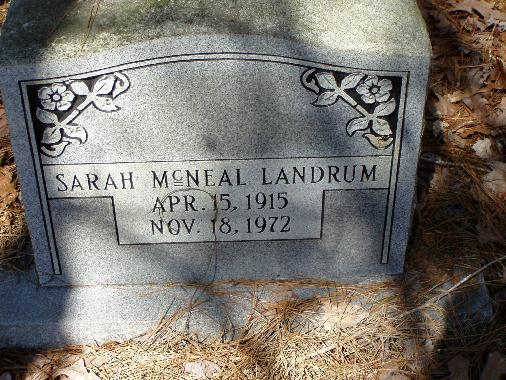 SARAH McNEAL LANDRUM
APR. 15, 1915
NOV. 18, 1972